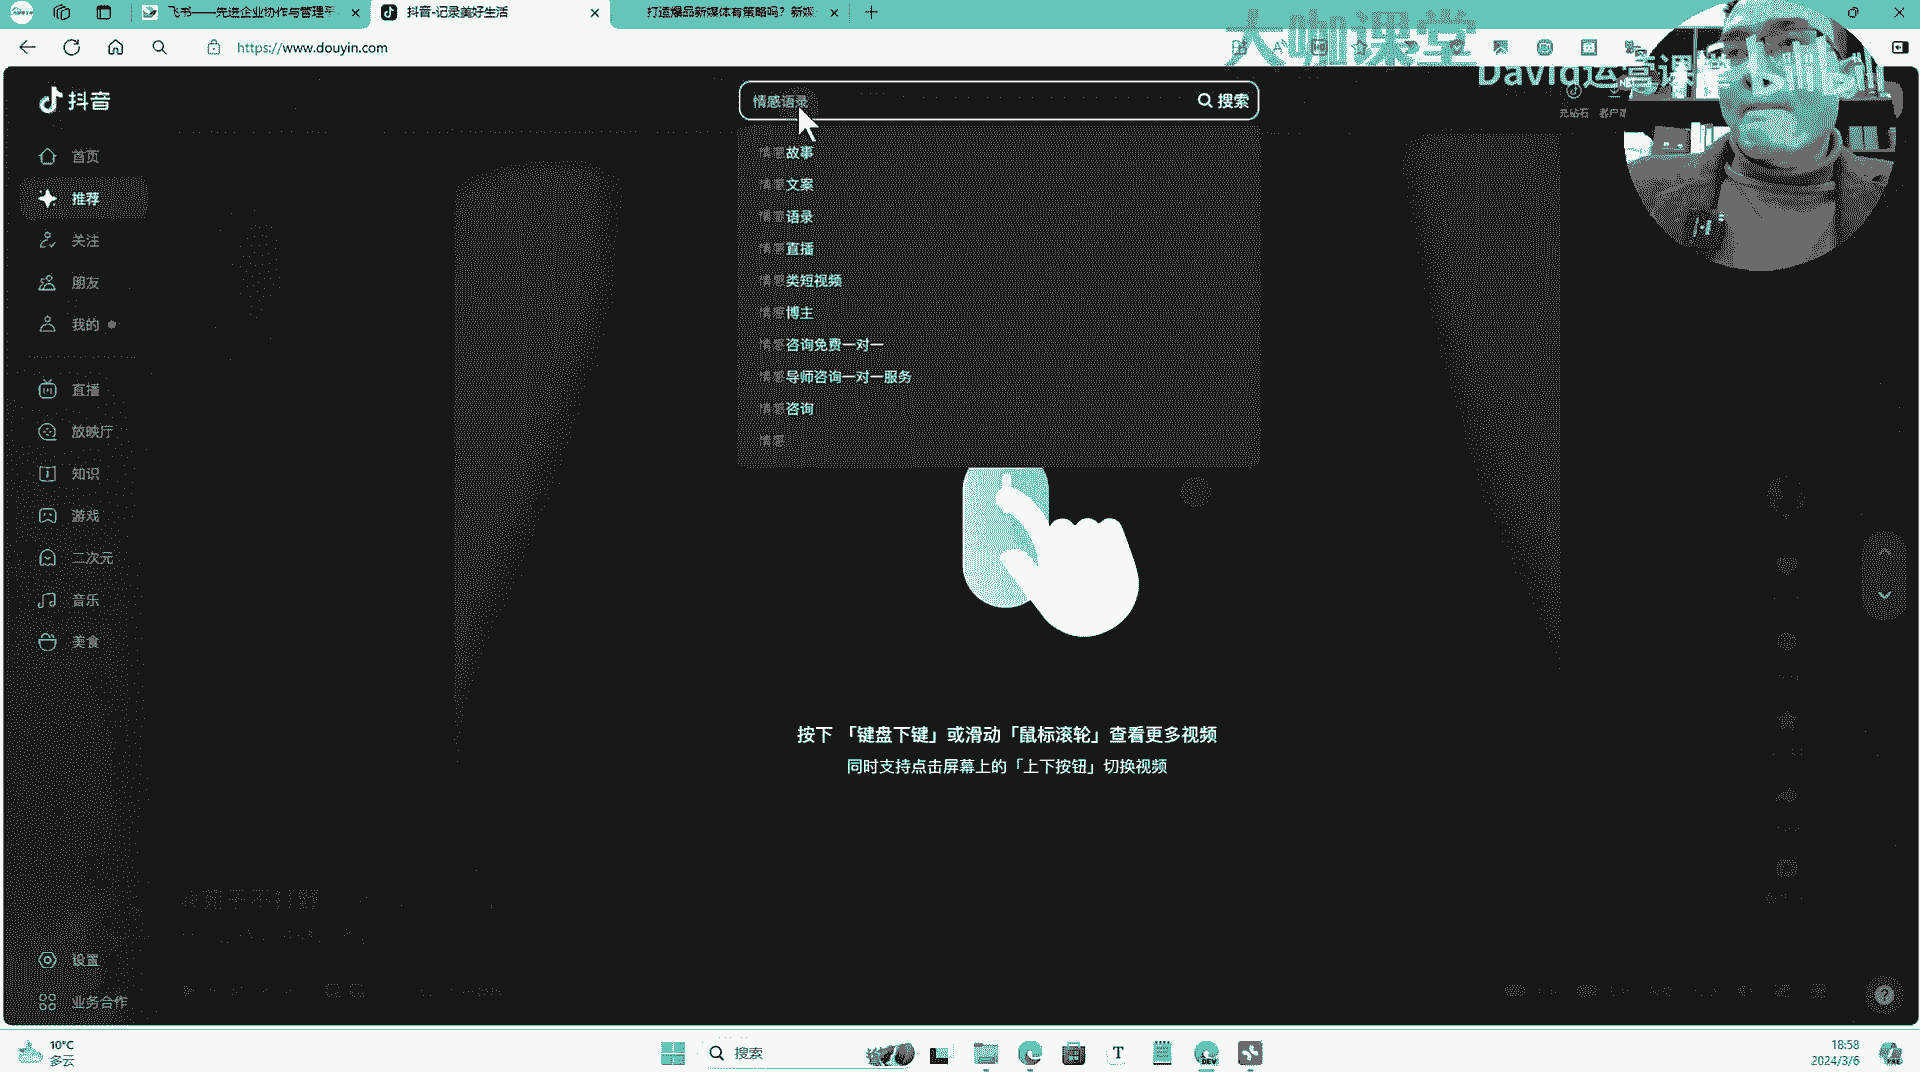 飞书——先进企业协作与管理平
抖音-记录美好生活
打造爆品新媒体有策略吗？新媒
https://www.douyin.com
大咖课堂
David运营课堂
抖音
情感语录
搜索
充钻石
客户端
首页
推荐
关注
朋友
我的
直播
放映厅
知识
游戏
二次元
音乐
美食
设置
业务合作
情感故事
情感文案
情感语录
情感直播
情感类短视频
情感博主
情感咨询免费一对一
情感导师咨询一对一服务
情感咨询
情感
按下 「键盘下键」或滑动「鼠标滚轮」查看更多视频
同时支持点击屏幕上的「上下按钮」切换视频
10°C
多云
搜索
T
DEV
18:58
2024/3/6
PRE